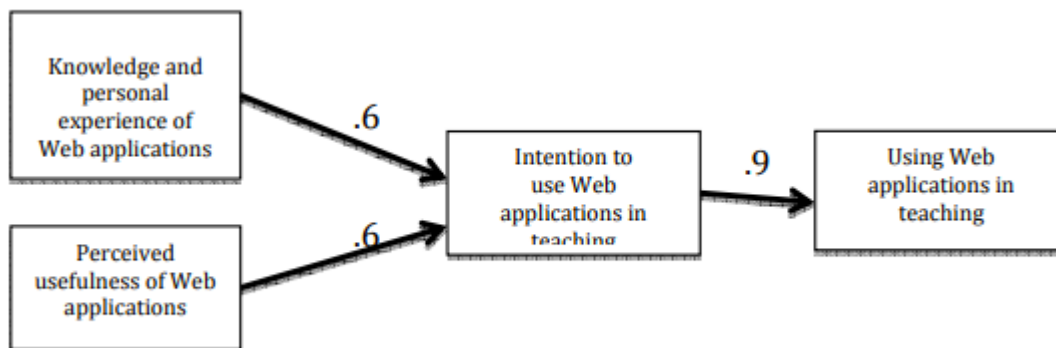 Knowledge and
personal
experience of
Web applications
.6
Perceived
usefulness of Web
applications
.6
Intention to
use Web
applications in
teaching
.9
Using Web
applications in
teaching